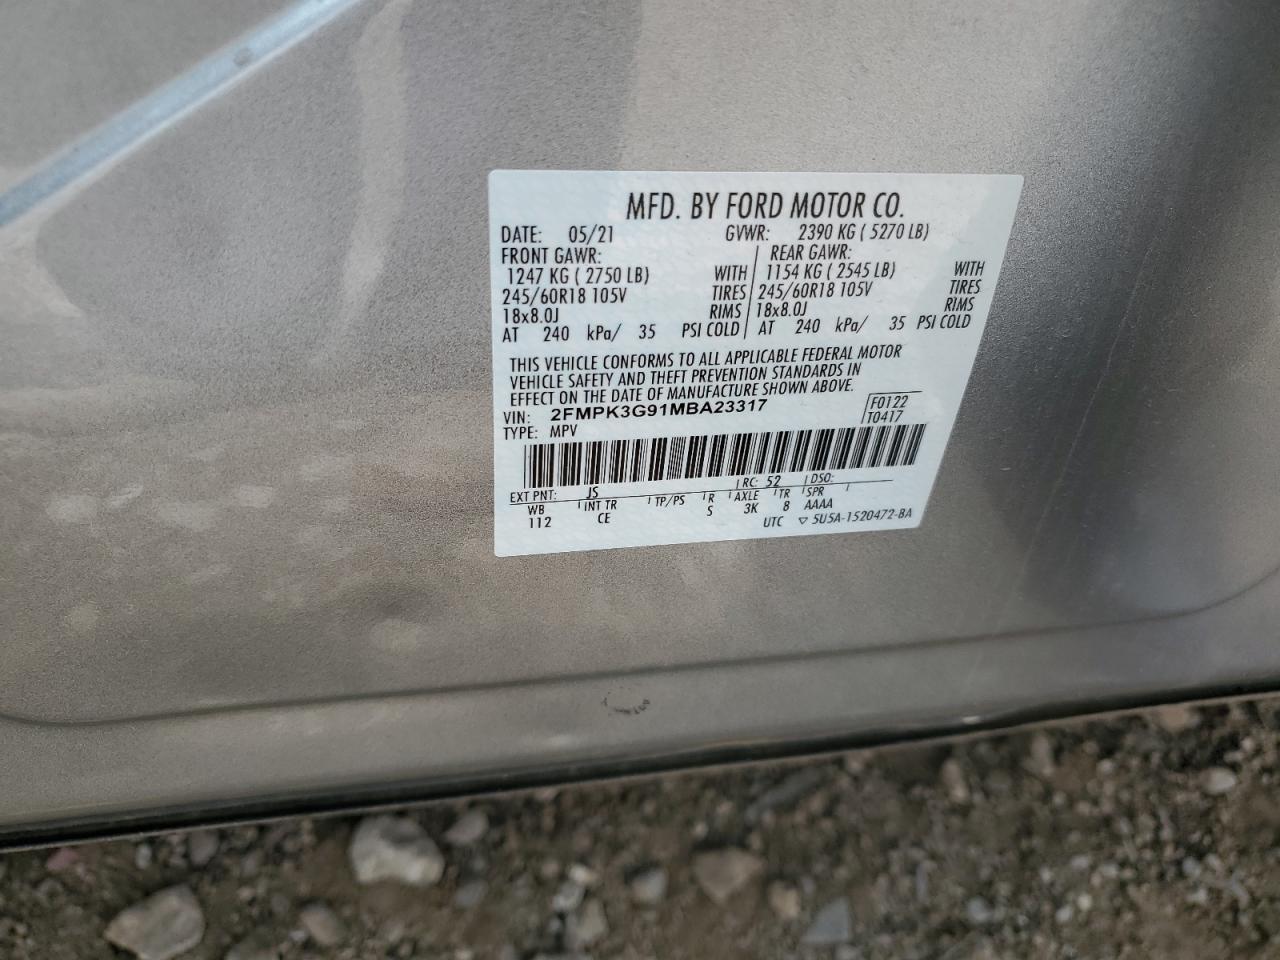 MFD. BY FORD MOTOR CO.
DATE: 05/21 GVWR: 2390 KG ( 5270 LB)
FRONT GAWR: REAR GAWR:
1247 KG ( 2750 LB) WITH 1154 KG ( 2545 LB) WITH
245/60R18 105V TIRES 245/60R18 105V TIRES
18x8.0J RIMS 18x8.0J RIMS
AT 240 kPa/ 35 PSI COLD AT 240 kPa/ 35 PSI COLD
THIS VEHICLE CONFORMS TO ALL APPLICABLE FEDERAL MOTOR
VEHICLE SAFETY AND THEFT PREVENTION STANDARDS IN
EFFECT ON THE DATE OF MANUFACTURE SHOWN ABOVE.
VIN: 2FMPK3G91MBA23317 F0122
TYPE: MPV T0417
EXT PNT: JS RC: 52 DSO:
WB INT TR TP/PS R AXLE TR SPR
112 CE S 3K 8 AAAA
UTC ▽ 5U5A-1520472-BA